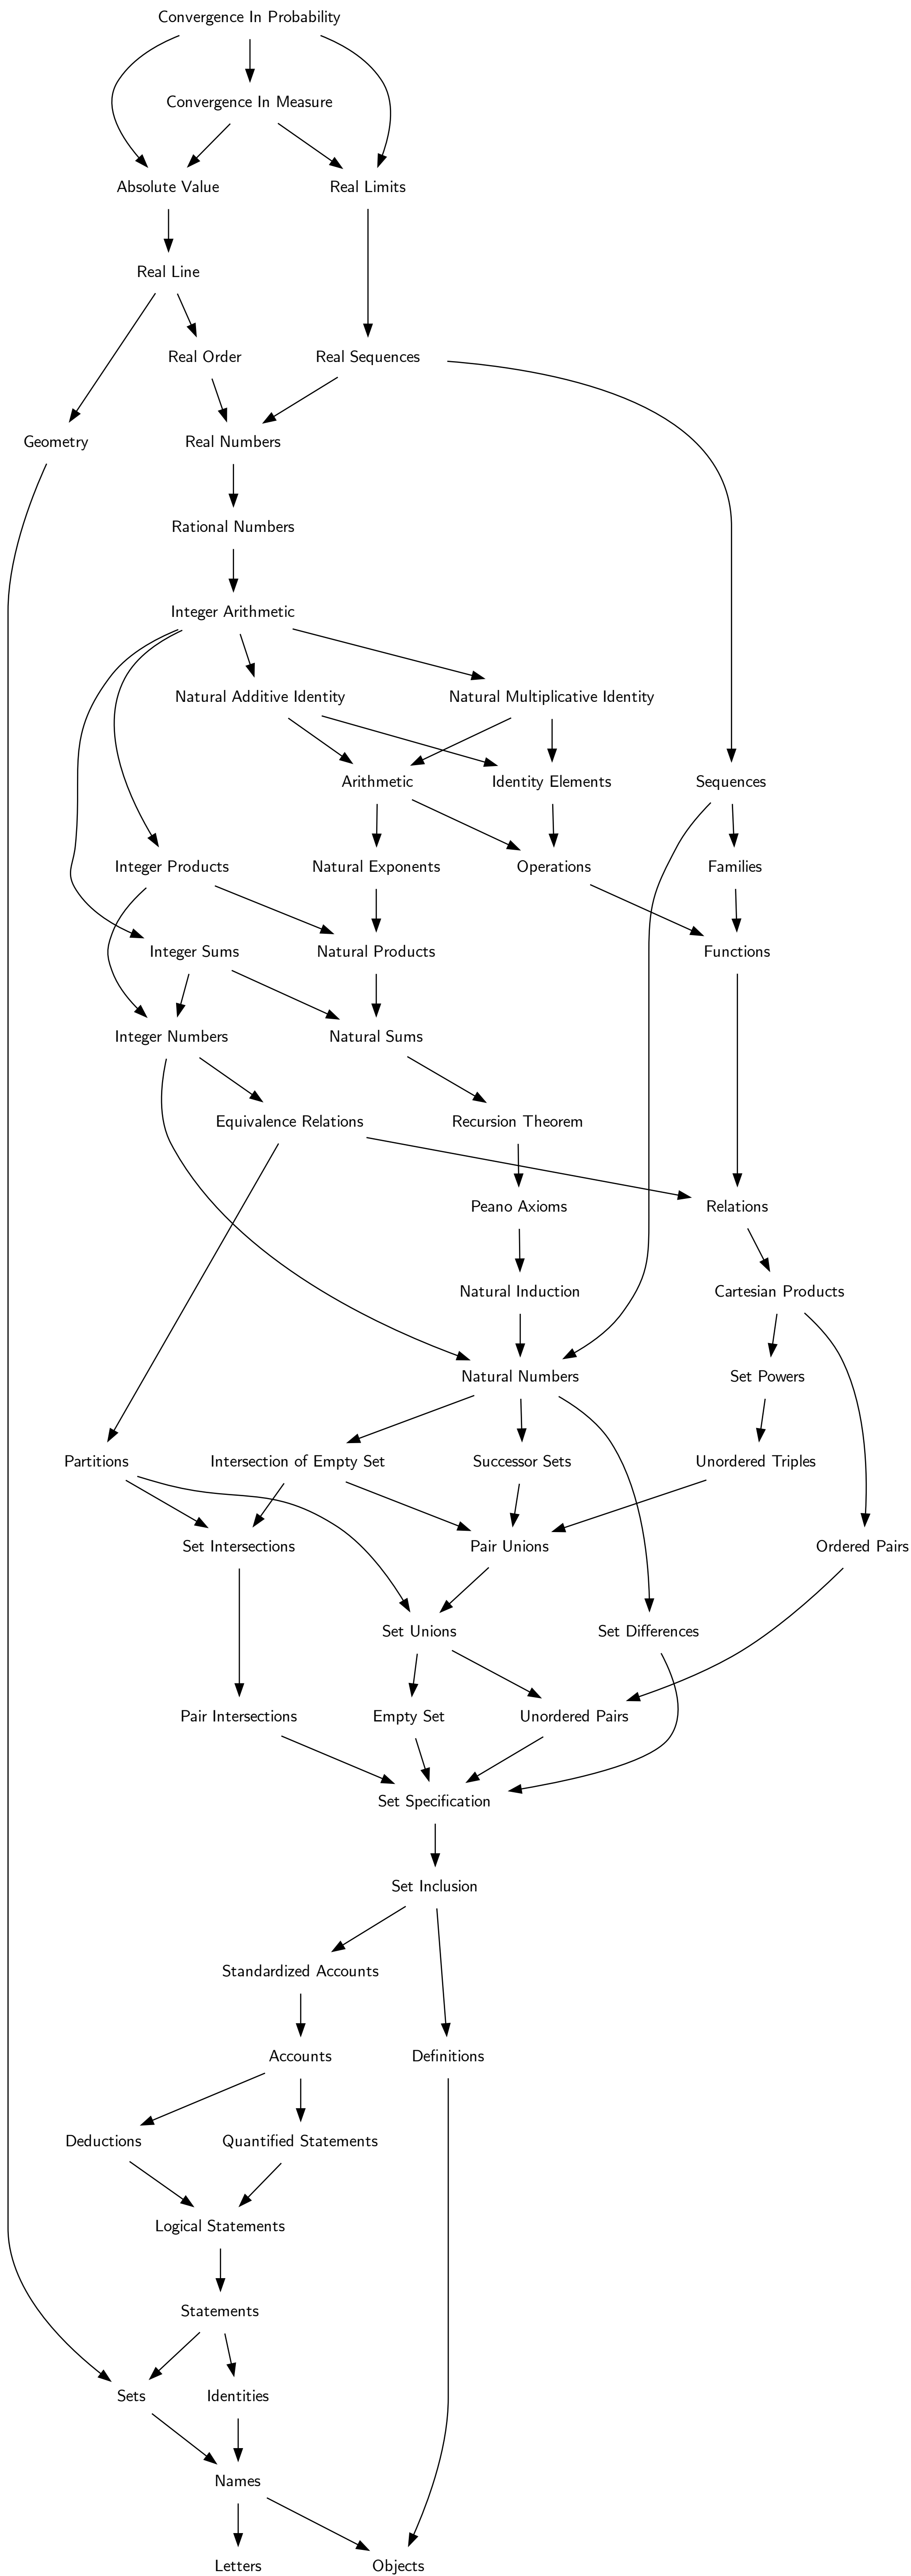 Convergence In Probability
Convergence In Measure
Absolute Value
Real Limits
Real Line
Real Order
Real Sequences
Geometry
Real Numbers
Rational Numbers
Integer Arithmetic
Natural Additive Identity
Natural Multiplicative Identity
Arithmetic
Identity Elements
Sequences
Integer Products
Natural Exponents
Operations
Families
Integer Sums
Natural Products
Functions
Integer Numbers
Natural Sums
Equivalence Relations
Recursion Theorem
Peano Axioms
Relations
Natural Induction
Cartesian Products
Natural Numbers
Set Powers
Partitions
Intersection of Empty Set
Successor Sets
Unordered Triples
Set Intersections
Pair Unions
Ordered Pairs
Set Unions
Set Differences
Pair Intersections
Empty Set
Unordered Pairs
Set Specification
Set Inclusion
Standardized Accounts
Accounts
Definitions
Deductions
Quantified Statements
Logical Statements
Statements
Sets
Identities
Names
Letters
Objects